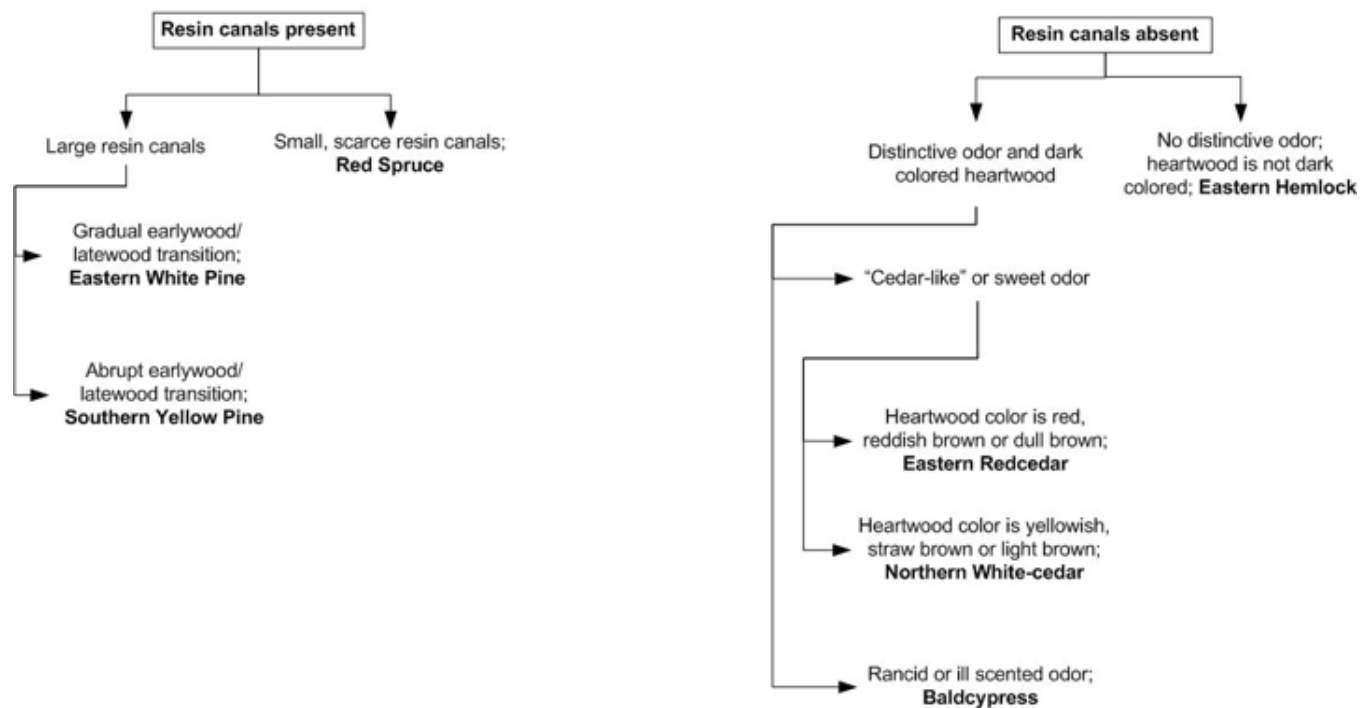 Resin canals present
Large resin canals
Small, scarce resin canals;
Red Spruce
Gradual earlywood/
latewood transition;
Eastern White Pine
Abrupt earlywood/
latewood transition;
Southern Yellow Pine
Resin canals absent
Distinctive odor and dark
colored heartwood
No distinctive odor;
heartwood is not dark
colored; Eastern Hemlock
“Cedar-like” or sweet odor
Heartwood color is red,
reddish brown or dull brown;
Eastern Redcedar
Heartwood color is yellowish,
straw brown or light brown;
Northern White-cedar
Rancid or ill scented odor;
Baldcypress